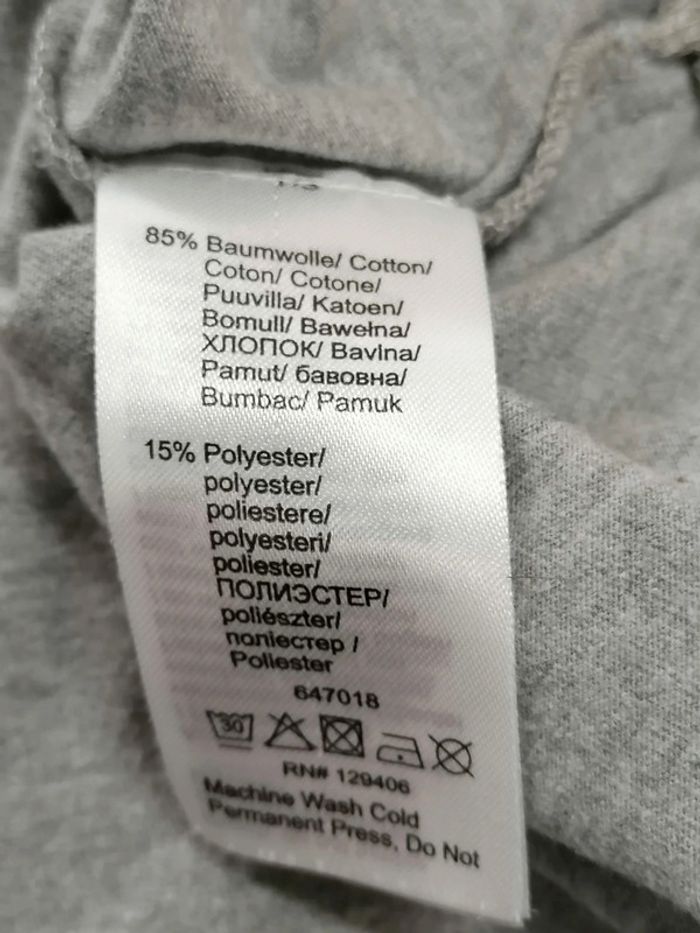 85% Baumwolle/ Cotton/
Coton/ Cotone/
Puuvilla/ Katoen/
Bomull/ Bawełna/
ХЛОПОК/ Bavlna/
Pamut/ бавовна/
Bumbac/ Pamuk
15% Polyester/
polyester/
poliestere/
polyesteri/
poliester/
ПОЛИЭСТЕР/
poliészter/
поліестер /
Poliester
647018
30
RN# 129406
Machine Wash Cold
Permanent Press, Do Not